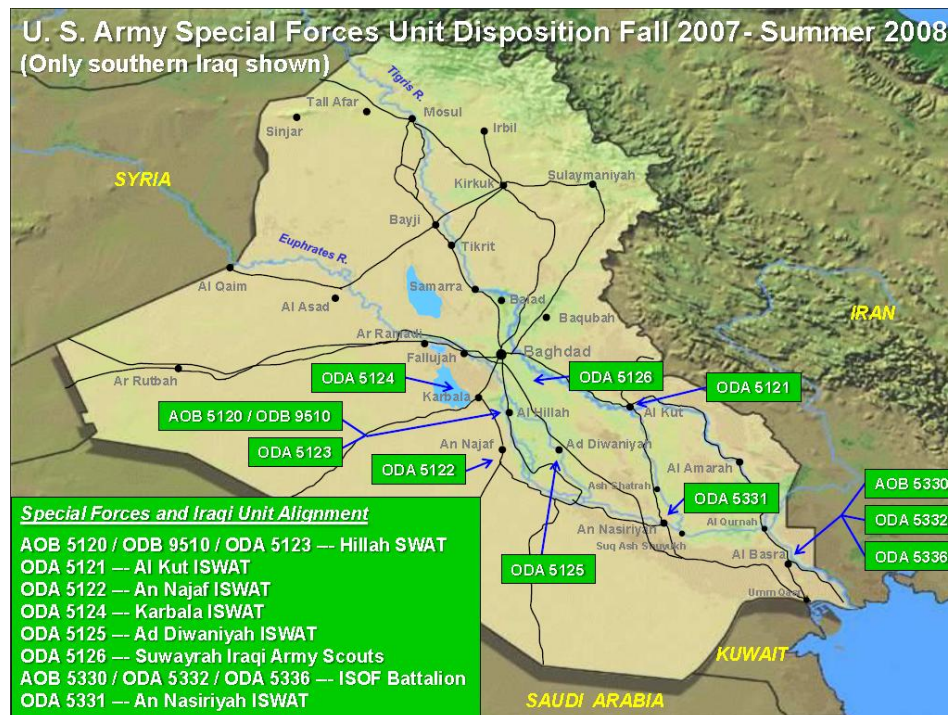 U. S. Army Special Forces Unit Disposition Fall 2007- Summer 2008
(Only southern Iraq shown)
Tigris R.
Tall Afar
Mosul
Sinjar
Irbil
SYRIA
Kirkuk
Sulaymaniyah
Bayji
Euphrates R.
Tikrit
Al Qaim
Samarra
Al Asad
Balad
Baqubah
IRAN
Ar Ramadi
Fallujah
Baghdad
Ar Rutbah
ODA 5124
ODA 5126
ODA 5121
Karbala
AOB 5120 / ODB 9510
Al Hillah
Al Kut
ODA 5123
An Najaf
Ad Diwaniyah
ODA 5122
Al Amarah
AOB 5330
Ash Shatrah
ODA 5331
An Nasiriyah
Al Qurnah
ODA 5332
Suq Ash Shuyukh
Al Basra
ODA 5336
ODA 5125
Umm Qasr
KUWAIT
SAUDI ARABIA
Special Forces and Iraqi Unit Alignment
AOB 5120 / ODB 9510 / ODA 5123 –-- Hillah SWAT
ODA 5121 –-- Al Kut ISWAT
ODA 5122 –-- An Najaf ISWAT
ODA 5124 –-- Karbala ISWAT
ODA 5125 –-- Ad Diwaniyah ISWAT
ODA 5126 –-- Suwayrah Iraqi Army Scouts
AOB 5330 / ODA 5332 / ODA 5336 –-- ISOF Battalion
ODA 5331 –-- An Nasiriyah ISWAT